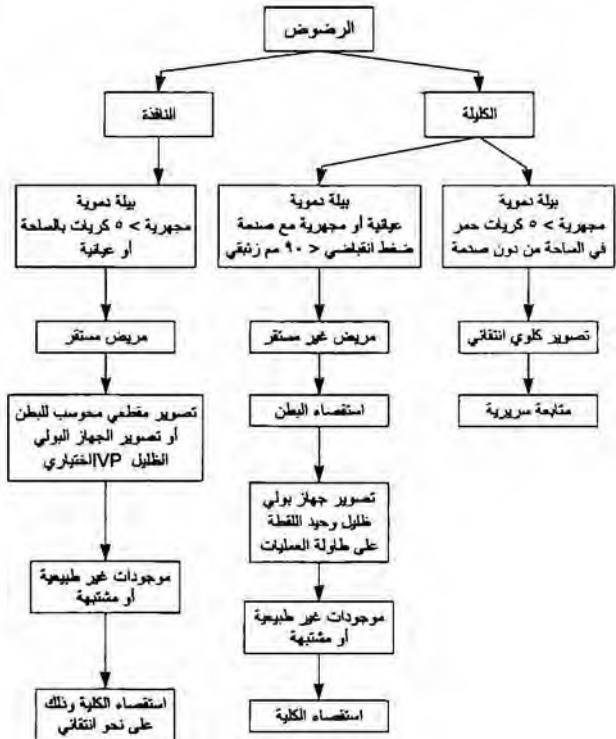 الرضوض
الكليلة
النافذة
بيلة دموية
مجهرية > ٥ كريات حمر
في الساحة من دون صدمة
تصوير كلوي انتقائي
متابعة سريرية
بيلة دموية
عيانية أو مجهرية مع صدمة
ضغط انقباضي < ٩٠ مم زئبقي
مريض غير مستقر
استقصاء البطن
تصوير جهاز بولي
ظليل وحيد اللقطة
على طاولة العمليات
موجودات غير طبيعية
أو مشتبهة
استقصاء الكلية
بيلة دموية
مجهرية > ٥ كريات بالساحة
أو عيانية
مريض مستقر
تصوير مقطعي محوسب للبطن
أو تصوير الجهاز البولي
الظليل IVP اختياري
موجودات غير طبيعية
أو مشتبهة
استقصاء الكلية وذلك
على نحو انتقائي